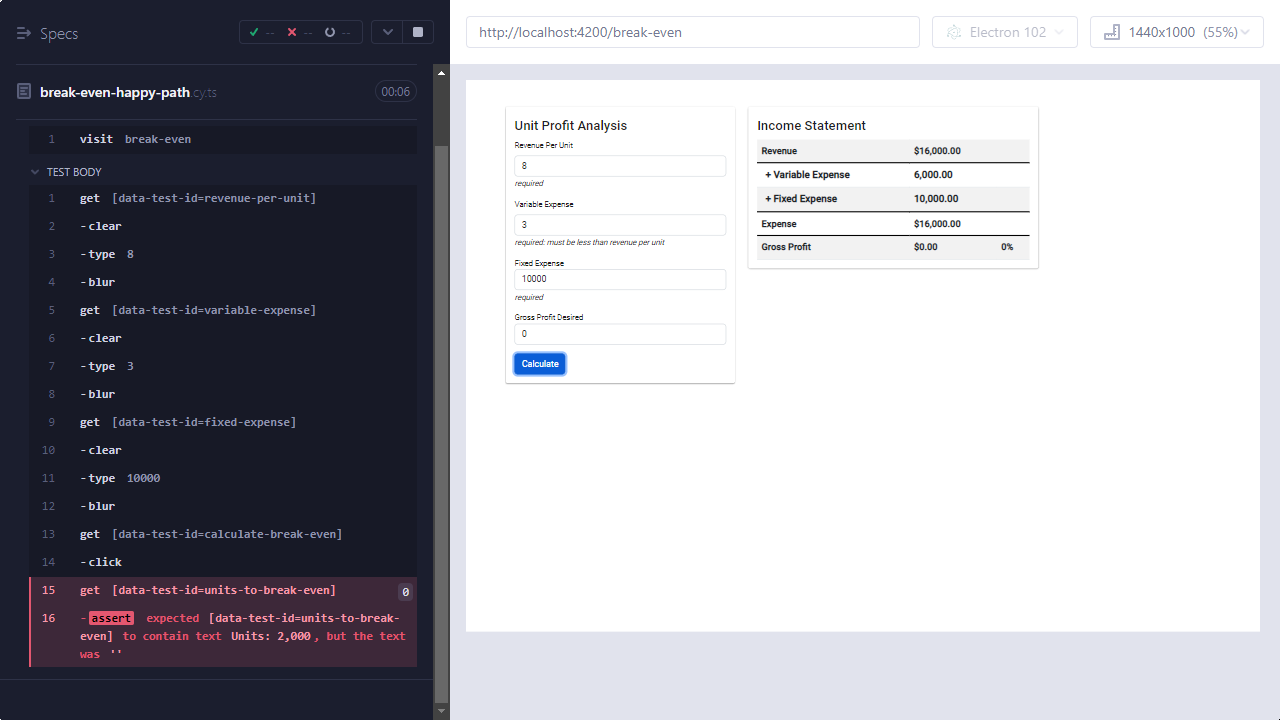 Specs
-- -- --
http://localhost:4200/break-even
Electron 102
1440x1000 (55%)
break-even-happy-path.cy.ts
00:06
1 visit break-even
TEST BODY
1 get [data-test-id=revenue-per-unit]
2 -clear
3 -type 8
4 -blur
5 get [data-test-id=variable-expense]
6 -clear
7 -type 3
8 -blur
9 get [data-test-id=fixed-expense]
10 -clear
11 -type 10000
12 -blur
13 get [data-test-id=calculate-break-even]
14 -click
15 get [data-test-id=units-to-break-even] 0
16 -assert expected [data-test-id=units-to-break-
even] to contain text Units: 2,000, but the text
was ''
Unit Profit Analysis
Revenue Per Unit
8
required
Variable Expense
3
required: must be less than revenue per unit
Fixed Expense
10000
required
Gross Profit Desired
0
Calculate
Income Statement
Revenue $16,000.00
+ Variable Expense 6,000.00
+ Fixed Expense 10,000.00
Expense $16,000.00
Gross Profit $0.00 0%